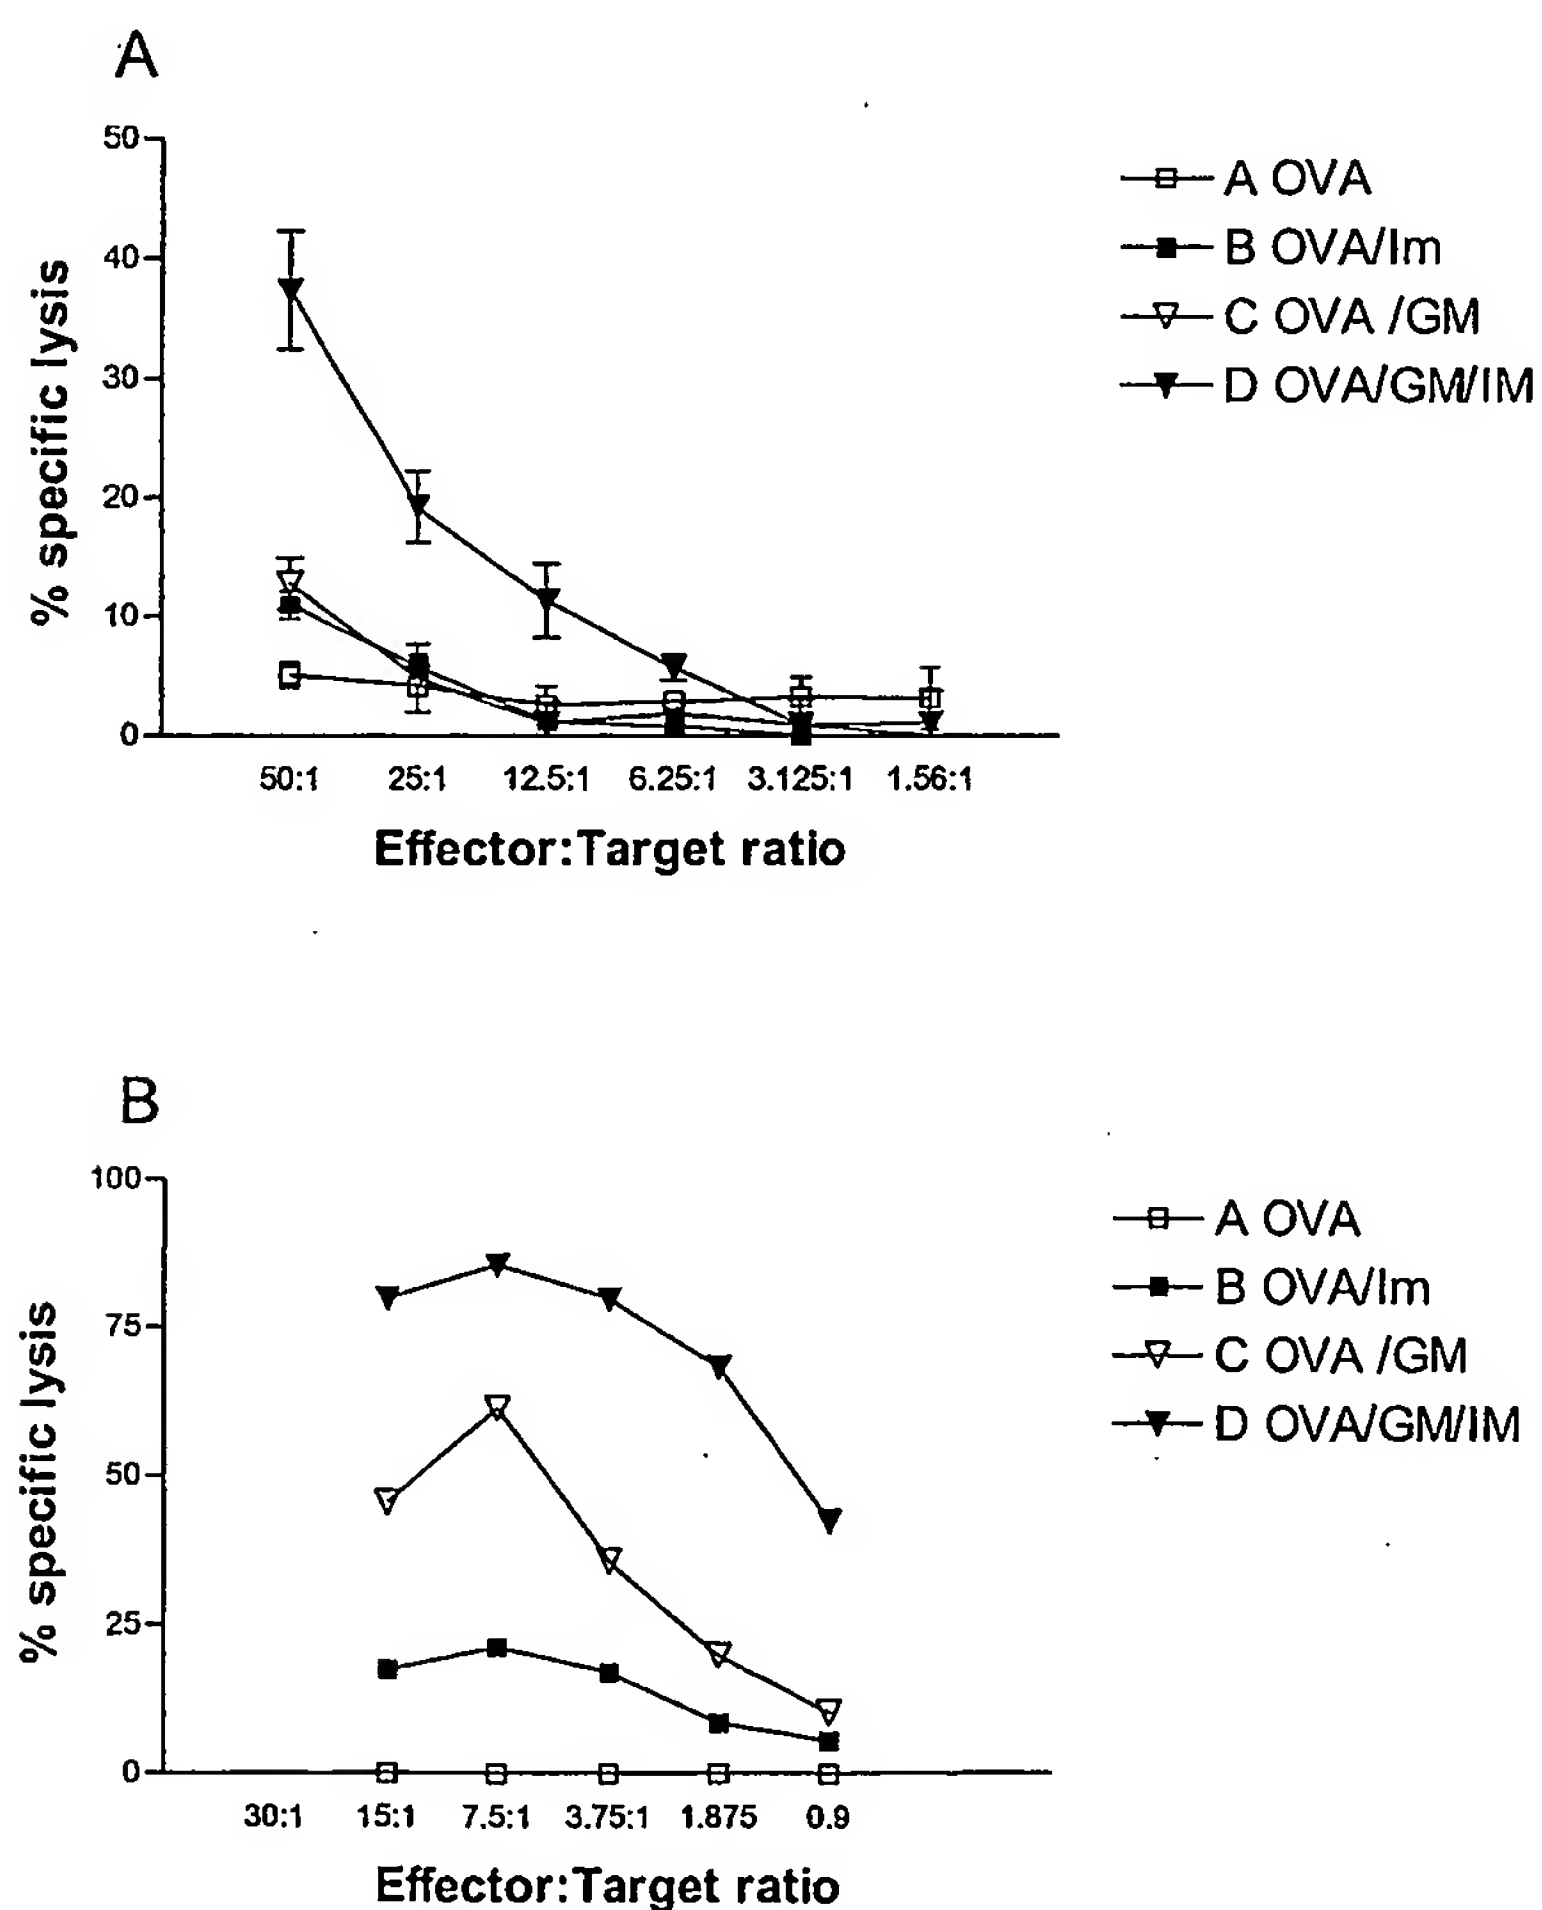 A
50
40
30
20
10
0
% specific lysis
50:1 25:1 12.5:1 6.25:1 3.125:1 1.56:1
Effector:Target ratio
A OVA
B OVA/Im
C OVA /GM
D OVA/GM/IM
B
100
75
50
25
0
% specific lysis
30:1 15:1 7.5:1 3.75:1 1.875 0.9
Effector:Target ratio
A OVA
B OVA/Im
C OVA /GM
D OVA/GM/IM